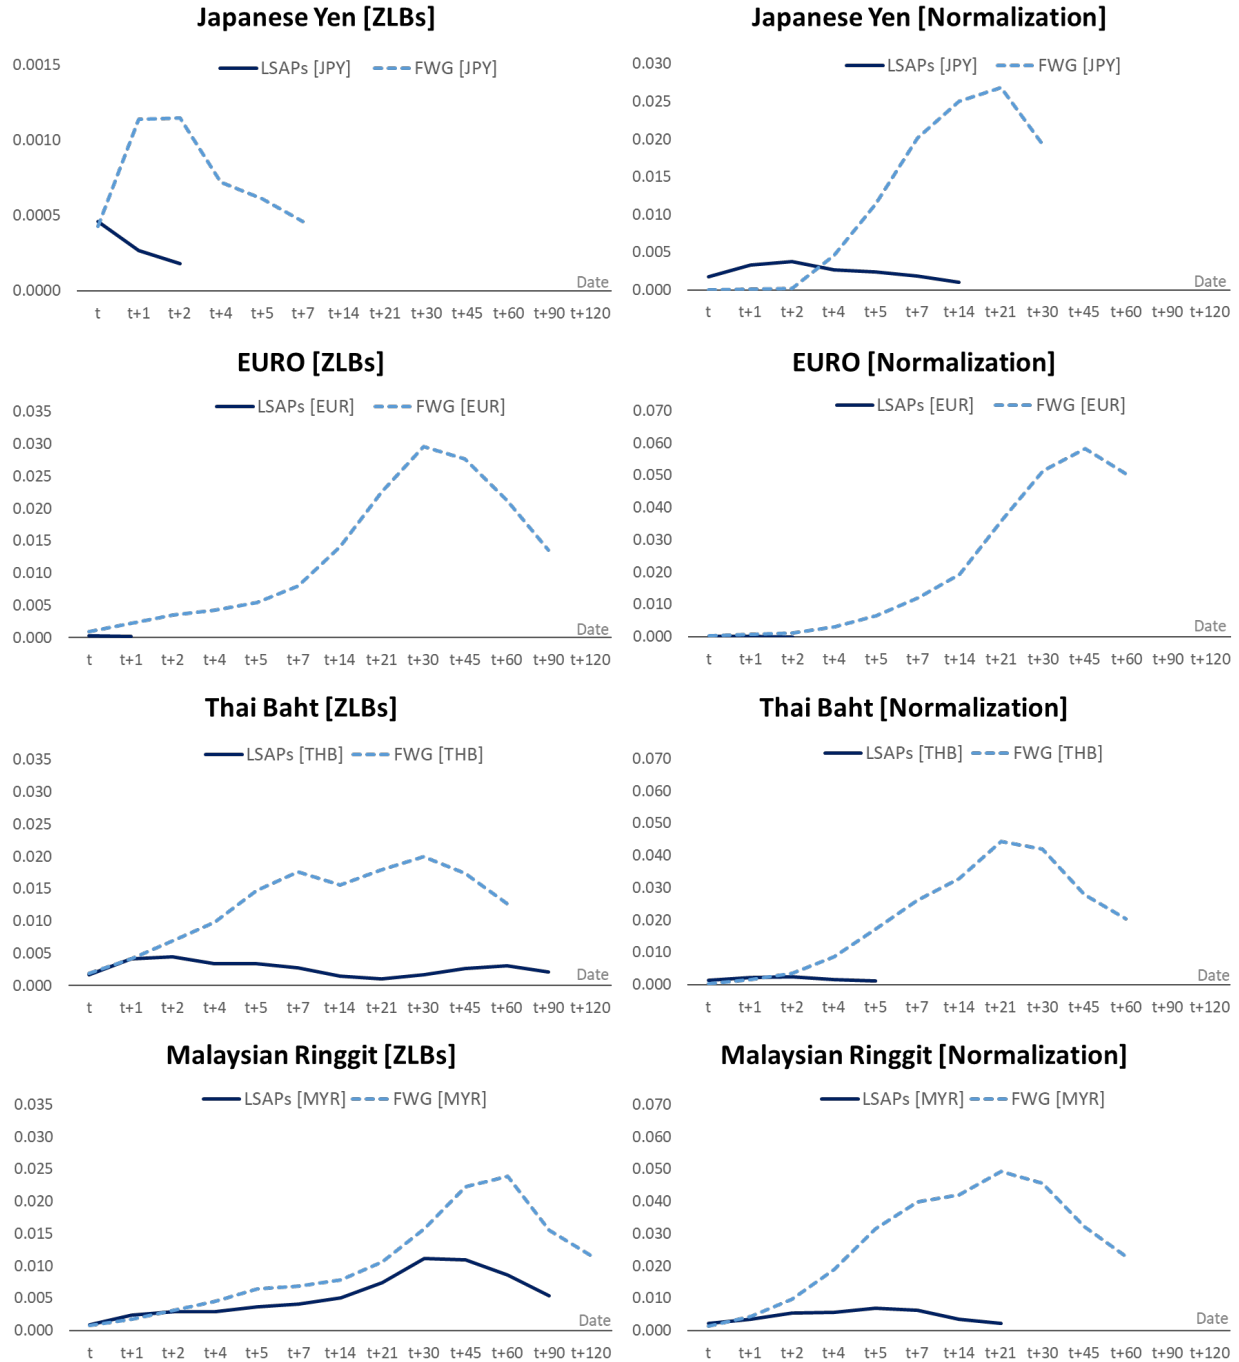 Japanese Yen [ZLBs]
LSAPs [JPY] FWG [JPY]
0.0015
0.0010
0.0005
0.0000
Date
t t+1 t+2 t+4 t+5 t+7 t+14 t+21 t+30 t+45 t+60 t+90 t+120
Japanese Yen [Normalization]
LSAPs [JPY] FWG [JPY]
0.030
0.025
0.020
0.015
0.010
0.005
0.000
Date
t t+1 t+2 t+4 t+5 t+7 t+14 t+21 t+30 t+45 t+60 t+90 t+120
EURO [ZLBs]
LSAPs [EUR] FWG [EUR]
0.035
0.030
0.025
0.020
0.015
0.010
0.005
0.000
Date
t t+1 t+2 t+4 t+5 t+7 t+14 t+21 t+30 t+45 t+60 t+90 t+120
EURO [Normalization]
LSAPs [EUR] FWG [EUR]
0.070
0.060
0.050
0.040
0.030
0.020
0.010
0.000
Date
t t+1 t+2 t+4 t+5 t+7 t+14 t+21 t+30 t+45 t+60 t+90 t+120
Thai Baht [ZLBs]
LSAPs [THB] FWG [THB]
0.035
0.030
0.025
0.020
0.015
0.010
0.005
0.000
Date
t t+1 t+2 t+4 t+5 t+7 t+14 t+21 t+30 t+45 t+60 t+90 t+120
Thai Baht [Normalization]
LSAPs [THB] FWG [THB]
0.070
0.060
0.050
0.040
0.030
0.020
0.010
0.000
Date
t t+1 t+2 t+4 t+5 t+7 t+14 t+21 t+30 t+45 t+60 t+90 t+120
Malaysian Ringgit [ZLBs]
LSAPs [MYR] FWG [MYR]
0.035
0.030
0.025
0.020
0.015
0.010
0.005
0.000
Date
t t+1 t+2 t+4 t+5 t+7 t+14 t+21 t+30 t+45 t+60 t+90 t+120
Malaysian Ringgit [Normalization]
LSAPs [MYR] FWG [MYR]
0.070
0.060
0.050
0.040
0.030
0.020
0.010
0.000
Date
t t+1 t+2 t+4 t+5 t+7 t+14 t+21 t+30 t+45 t+60 t+90 t+120